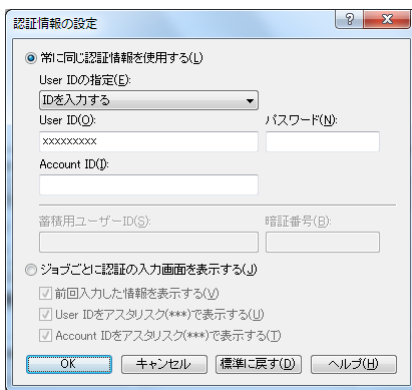 認証情報の設定
常に同じ認証情報を使用する(L)
User IDの指定(E):
IDを入力する
User ID(O): パスワード(N):
xxxxxxxxx
Account ID(I):
蓄積用ユーザーID(S): 暗証番号(B):
ジョブごとに認証の入力画面を表示する(J)
前回入力した情報を表示する(V)
User IDをアスタリスク(***)で表示する(U)
Account IDをアスタリスク(***)で表示する(T)
OK キャンセル 標準に戻す(D) ヘルプ(H)